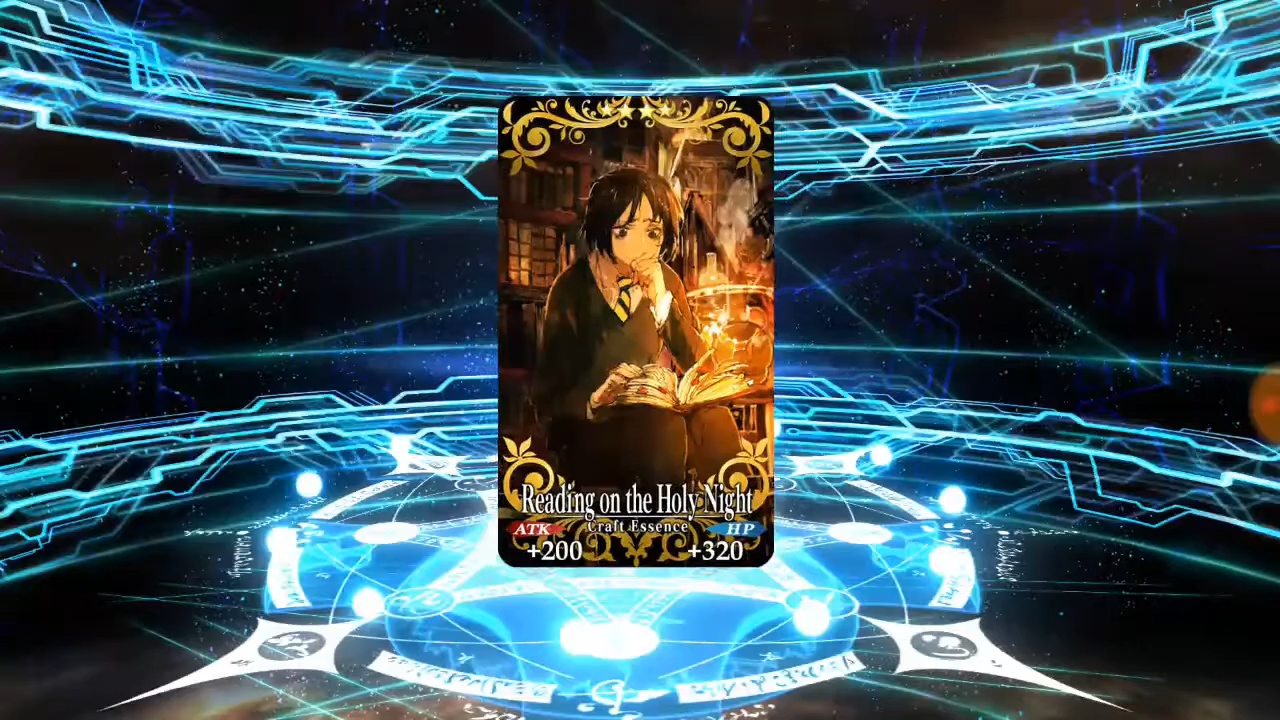 Reading on the Holy Night
Craft Essence
ATK
HP
+200
+320